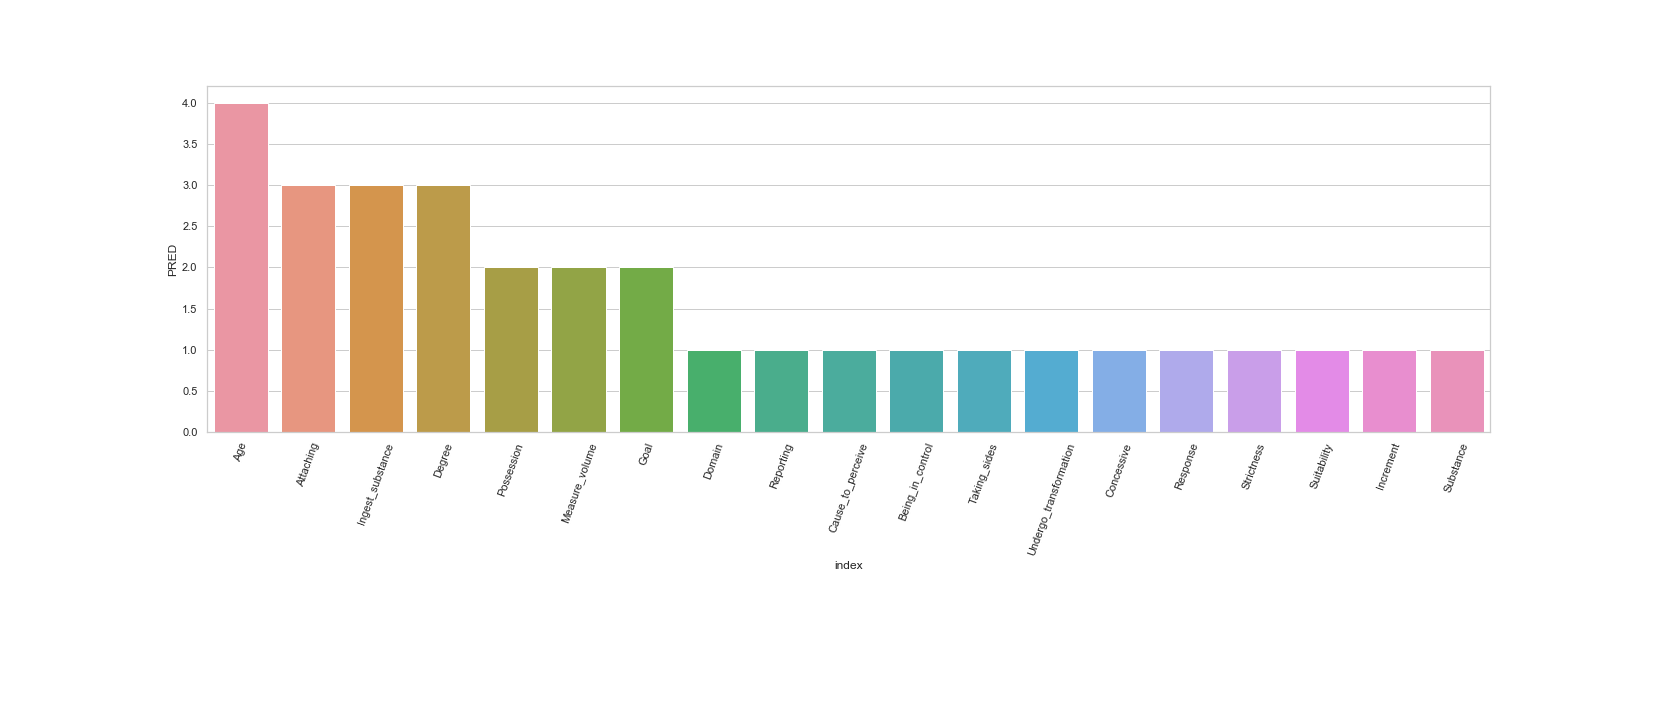 4.0
3.5
3.0
2.5
2.0
1.5
1.0
0.5
0.0
PRED
Age
Attaching
Ingest_substance
Degree
Possession
Measure_volume
Goal
Domain
Reporting
Cause_to_perceive
Being_in_control
Taking_sides
Undergo_transformation
Concessive
Response
Strictness
Suitability
Increment
Substance
index